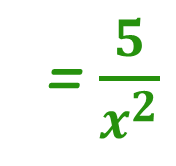 = 5/x²